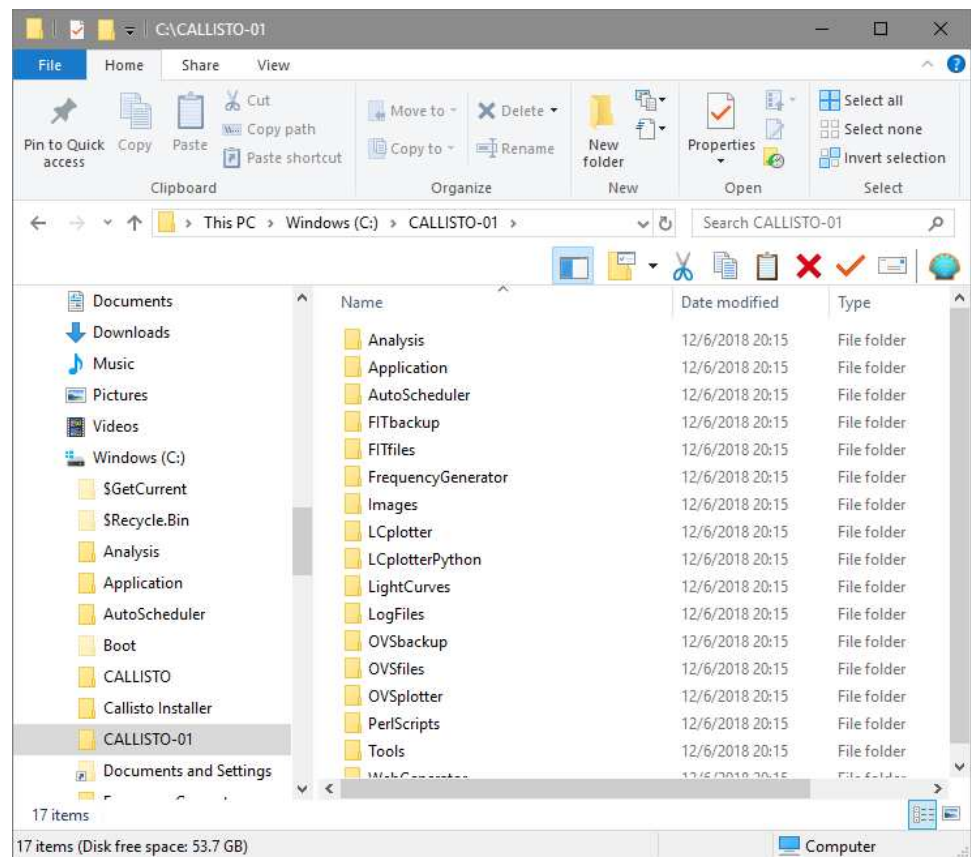 C:\CALLISTO-01
File Home Share View
Pin to Quick access
Copy
Paste
Cut
Copy path
Paste shortcut
Clipboard
Move to
Copy to
Delete
Rename
Organize
New folder
New
Properties
Open
Select all
Select none
Invert selection
Select
This PC > Windows (C:) > CALLISTO-01 >
Search CALLISTO-01
Documents
Downloads
Music
Pictures
Videos
Windows (C:)
$GetCurrent
$Recycle.Bin
Analysis
Application
AutoScheduler
Boot
CALLISTO
Callisto Installer
CALLISTO-01
Documents and Settings
Name Date modified Type
Analysis 12/6/2018 20:15 File folder
Application 12/6/2018 20:15 File folder
AutoScheduler 12/6/2018 20:15 File folder
FITbackup 12/6/2018 20:15 File folder
FITfiles 12/6/2018 20:15 File folder
FrequencyGenerator 12/6/2018 20:15 File folder
Images 12/6/2018 20:15 File folder
LCplotter 12/6/2018 20:15 File folder
LCplotterPython 12/6/2018 20:15 File folder
LightCurves 12/6/2018 20:15 File folder
LogFiles 12/6/2018 20:15 File folder
OVSbackup 12/6/2018 20:15 File folder
OVSfiles 12/6/2018 20:15 File folder
OVSplotter 12/6/2018 20:15 File folder
PerlScripts 12/6/2018 20:15 File folder
Tools 12/6/2018 20:15 File folder
WebGenerator 12/6/2018 20:15 File folder
17 items
17 items (Disk free space: 53.7 GB)
Computer